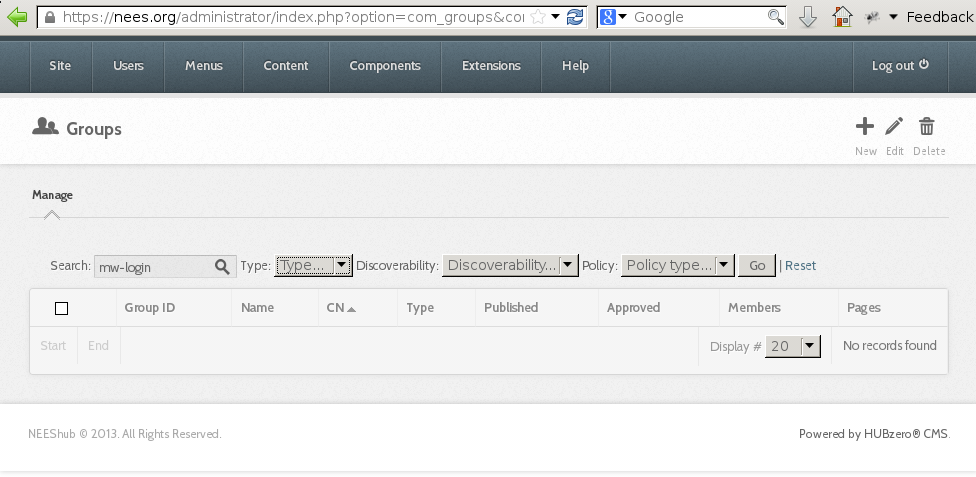 https://nees.org/administrator/index.php?option=com_groups&coi Google Feedback
Site Users Menus Content Components Extensions Help Log out
Groups
New Edit Delete
Manage
Search: mw-login Type: Type... Discoverability: Discoverability... Policy: Policy type... Go | Reset
Group ID Name CN Type Published Approved Members Pages
Start End Display # 20 No records found
NEEShub © 2013. All Rights Reserved. Powered by HUBzero® CMS.